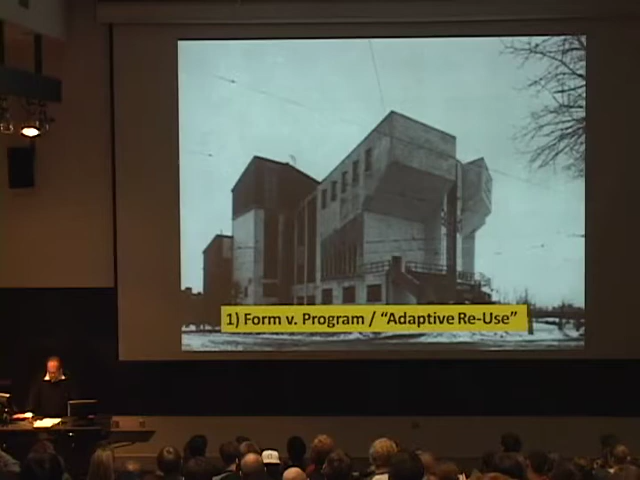 1) Form v. Program / “Adaptive Re-Use”